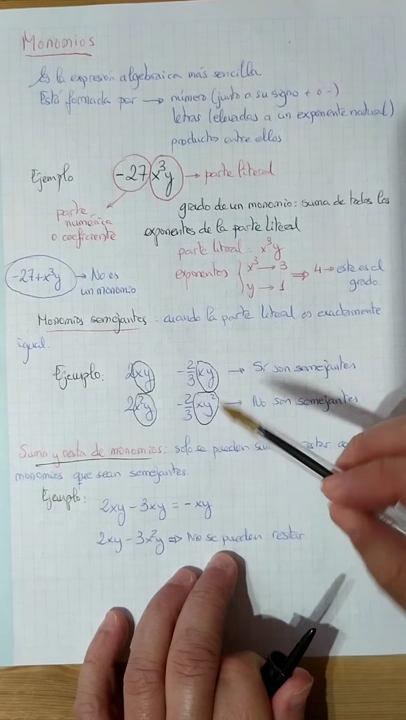 Monomios
Es la expresión algebraica más sencilla
Está formada por → número (junto a su signo + o -)
letras (elevadas a un exponente natural)
productos entre ellos
Ejemplo -27x³y → parte literal
parte numérica o coeficiente
grado de un monomio: suma de todos los
exponentes de la parte literal
parte literal = x³y
exponentes { x³ → 3
y → 1
⇒ 4 → este es el
grado.
-27+x³y → No es
un monomio
Monomios semejantes: cuando la parte literal es exactamente
igual.
Ejemplo: 2xy -2/3xy → Sí son semejantes
2x²y -2/3xy² → No son semejantes
Suma y resta de monomios: solo se pueden
monomios que sean semejantes
Ejemplo:
2xy - 3xy = -xy
2xy - 3x²y ⇒ No se pueden restar